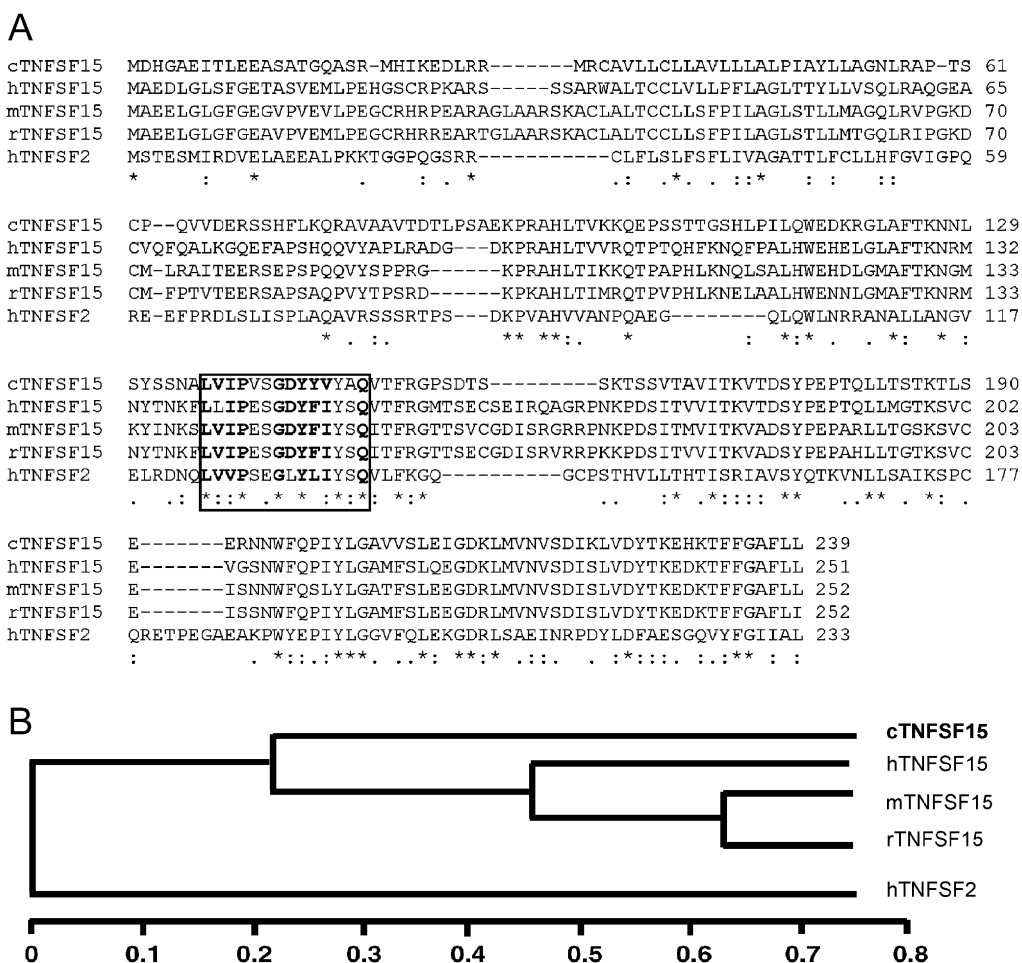 A
cTNFSF15 MDHGAEITLEEASATGQASR-MHIKEDLRR-------MRCAVLLCLLAVLLLALPIAYLLAGNLRAP-TS 61
hTNFSF15 MAEDLGLSFGETASVEMLPEHGSCRPKARS-----SSARWALTCCLVLLPFLAGLTTYLLVSQLRAQGEA 65
mTNFSF15 MAEELGLGFGEGVPVEVLPEGCRHRPEARAGLAARSKACLALTCCLLSFPILAGLSTLLMAGQLRVPGKD 70
rTNFSF15 MAEELGLGFGEAVPVEMLPEGCRHRREARTGLAARSKACLALTCCLLSFPILAGLSTLLMTGQLRIPGKD 70
hTNFSF2 MSTESMIRDVELAEEALPKKTGGPQGSRR-----------CLFLSLFSFLIVAGATTLFCLLHFGVIGPQ 59
* : * . : . * . : . * . : : * : : : :
cTNFSF15 CP--QVVDERSSHFLKQRAVAAVTDTLPSAEKPRAHLTVKKQEPSSTTGSHLPILQWEDKRGLAFTKNNL 129
hTNFSF15 CVQFQALKGQEFAPSHQQVYAPLRADG---DKPRAHLTVVRQTPTQHFKNQFPALHWEHELGLAFTKNRM 132
mTNFSF15 CM-LRAITEERSEPSPQQVYSPPRG------KPRAHLTIKKQTPAPHLKNQLSALHWEHDLGMAFTKNGM 133
rTNFSF15 CM-FPTVTEERSAPSAQPVYTPSRD------KPKAHLTIMRQTPVPHLKNELAALHWENNLGMAFTKNRM 133
hTNFSF2 RE-EFPRDLSLISPLAQAVRSSSRTPS---DKPVAHVVANPQAEG--------QLQWLNRRANALLANGV 117
* . : . ** **: . * * : * . . * : * :
cTNFSF15 SYSSNALVIPVSGDYYVYAQVTFRGPSDTS---------SKTSSVTAVITKVTDSYPEPTQLLTSTKTLS 190
hTNFSF15 NYTNKFLLIPESGDYFIYSQVTFRGMTSECSEIRQAGRPNKPDSITVVITKVTDSYPEPTQLLMGTKSVC 202
mTNFSF15 KYINKSLVIPESGDYFIYSQITFRGTTSVCGDISRGRRPNKPDSITMVITKVADSYPEPARLLTGSKSVC 203
rTNFSF15 NYTNKFLVIPESGDYFIYSQITFRGTTSECGDISRVRRPKKPDSITVVITKVADSYPEPAHLLTGSKSVC 203
hTNFSF2 ELRDNQLVVPSEGLYLIYSQVLFKGQ----------GCPSTHVLLTHTISRIAVSYQTKVNLLSAIKSPC 177
. . : * : : * . * . * : : * : * : ** * . : * . * : : : : ** . . ** . * : .
cTNFSF15 E-------ERNNWFQPIYLGAVVSLEIGDKLMVNVSDIKLVDYTKEHKTFFGAFLL 239
hTNFSF15 E-------VGSNWFQPIYLGAMFSLQEGDKLMVNVSDISLVDYTKEDKTFFGAFLL 251
mTNFSF15 E-------ISNNWFQSLYLGATFSLEEGDRLMVNVSDISLVDYTKEDKTFFGAFLL 252
rTNFSF15 E-------ISSNWFQPIYLGAMFSLEEGDRLMVNVSDISLVDYTKEDKTFFGAFLI 252
hTNFSF2 QRETPEGAEAKPWYEPIYLGGVFQLEKGDRLSAEINRPDYLDFAESGQVYFGIIAL 233
: . * : : . : *** . . . * : ** : * . : : . . : * : : . : . : ** : :
B
cTNFSF15
hTNFSF15
mTNFSF15
rTNFSF15
hTNFSF2
0 0.1 0.2 0.3 0.4 0.5 0.6 0.7 0.8